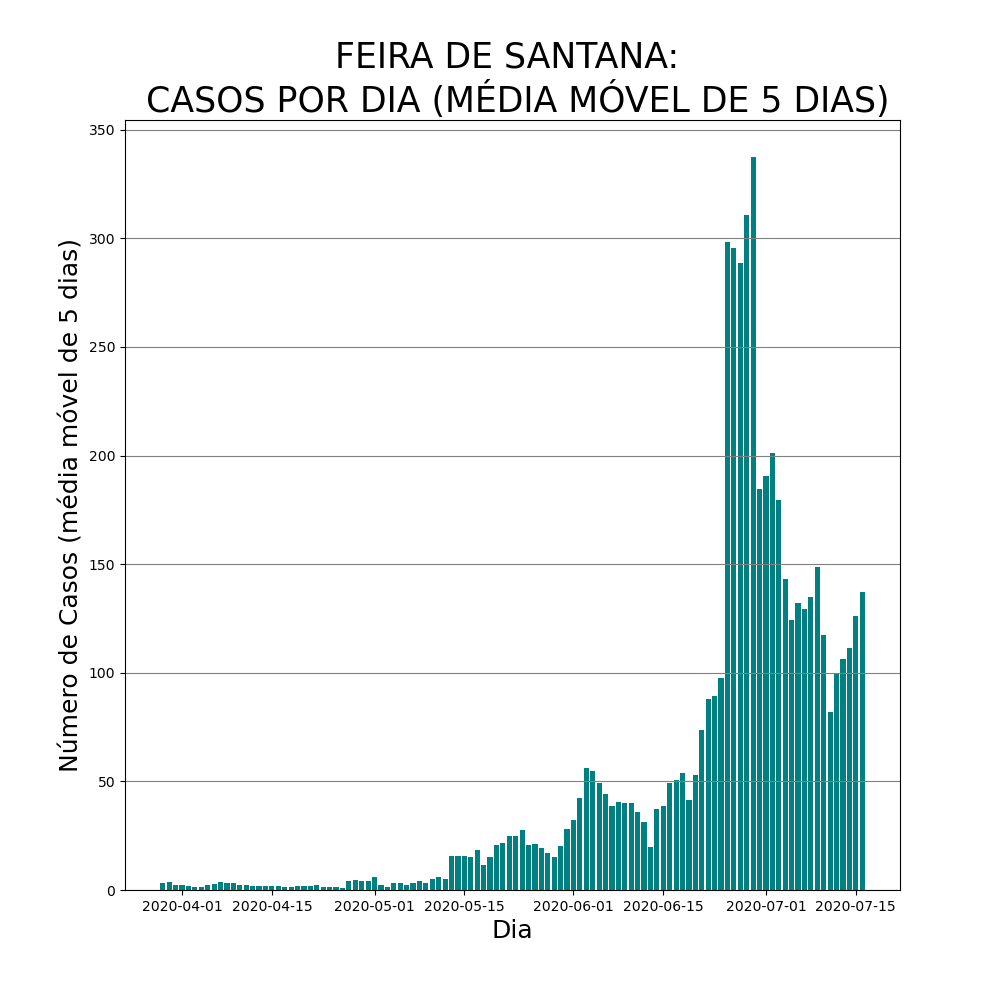 FEIRA DE SANTANA:
CASOS POR DIA (MÉDIA MÓVEL DE 5 DIAS)
Número de Casos (média móvel de 5 dias)
350
300
250
200
150
100
50
0
2020-04-01 2020-04-15 2020-05-01 2020-05-15 2020-06-01 2020-06-15 2020-07-01 2020-07-15
Dia